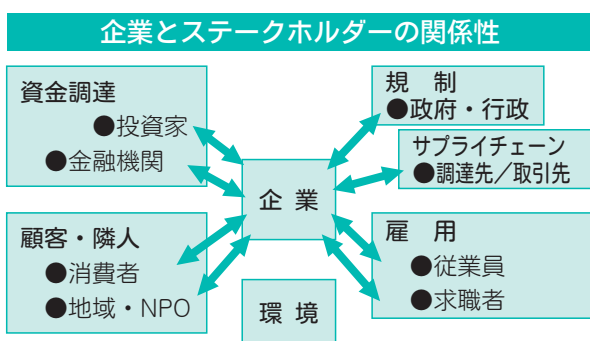 企業とステークホルダーの関係性
資金調達
●投資家
●金融機関
規　制
●政府・行政
サプライチェーン
●調達先／取引先
企 業
顧客・隣人
●消費者
●地域・NPO
雇　用
●従業員
●求職者
環 境